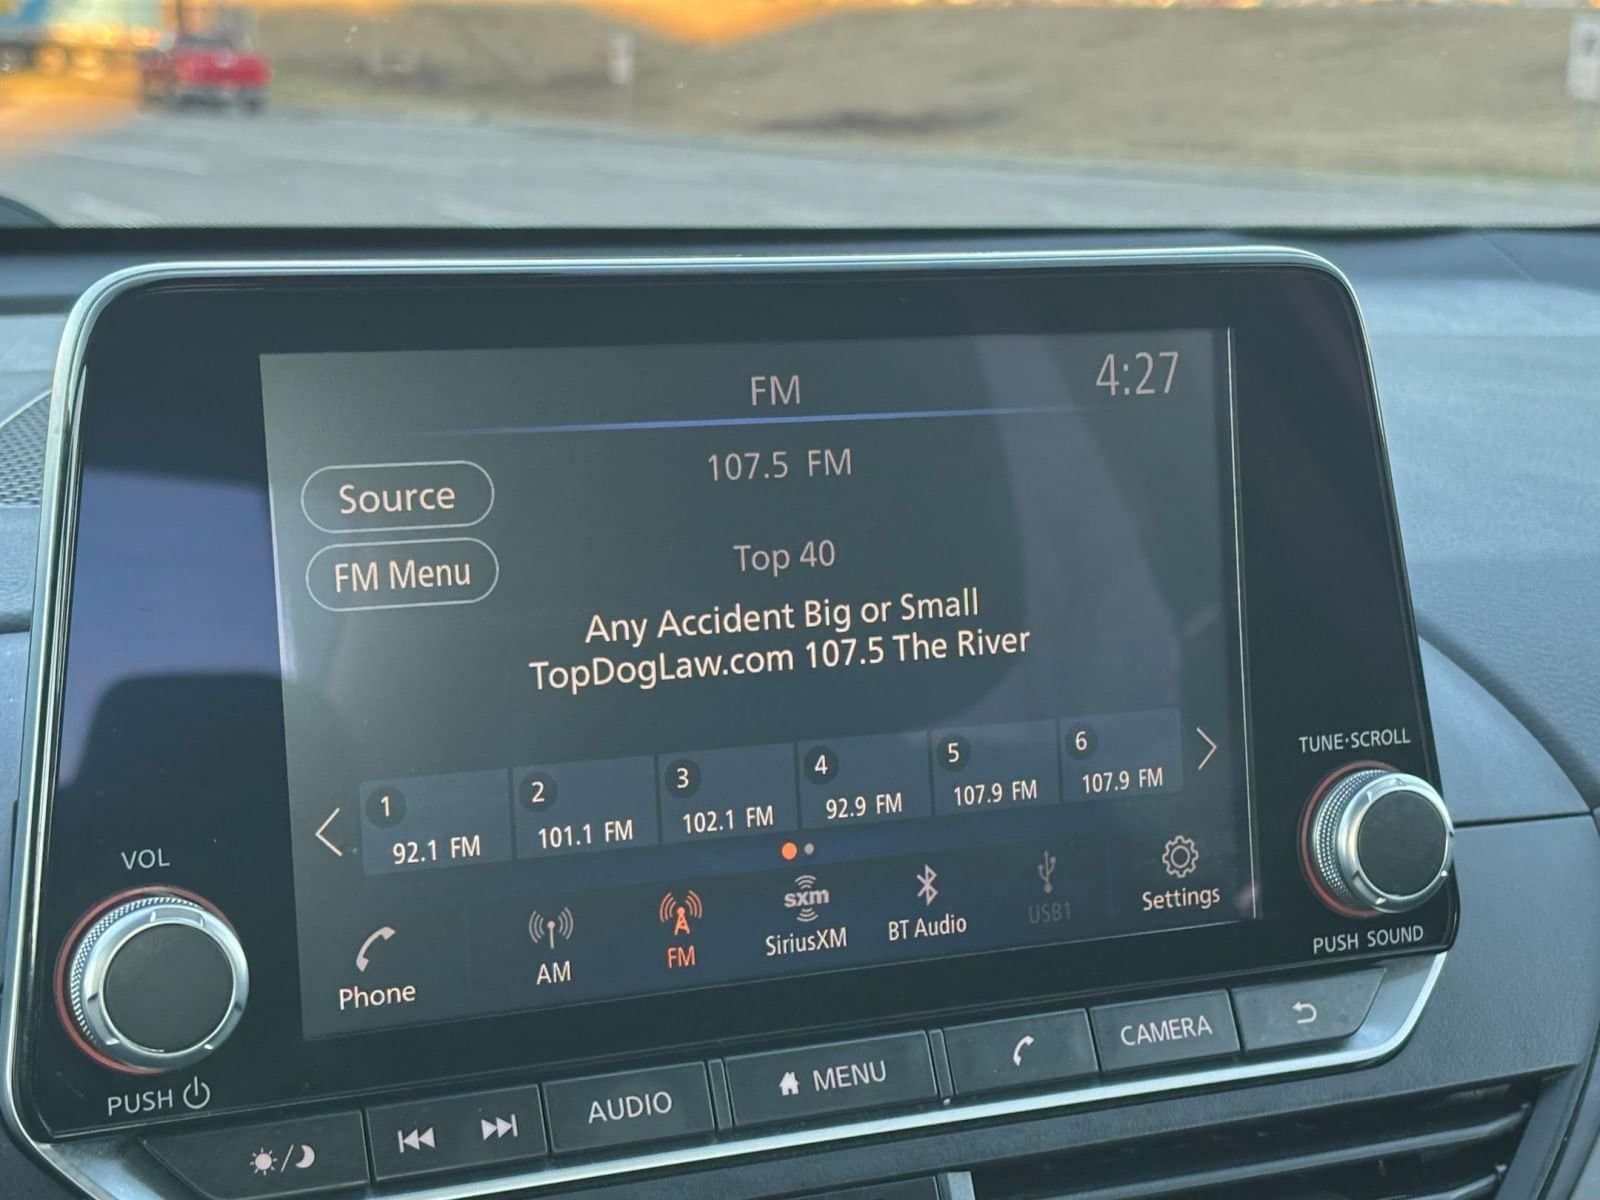 FM
4:27
Source
107.5 FM
FM Menu
Top 40
Any Accident Big or Small
TopDogLaw.com 107.5 The River
1
92.1 FM
2
101.1 FM
3
102.1 FM
4
92.9 FM
5
107.9 FM
6
107.9 FM
Phone
AM
FM
sxm
SiriusXM
BT Audio
USB1
Settings
VOL
PUSH
TUNE·SCROLL
PUSH SOUND
AUDIO
MENU
CAMERA